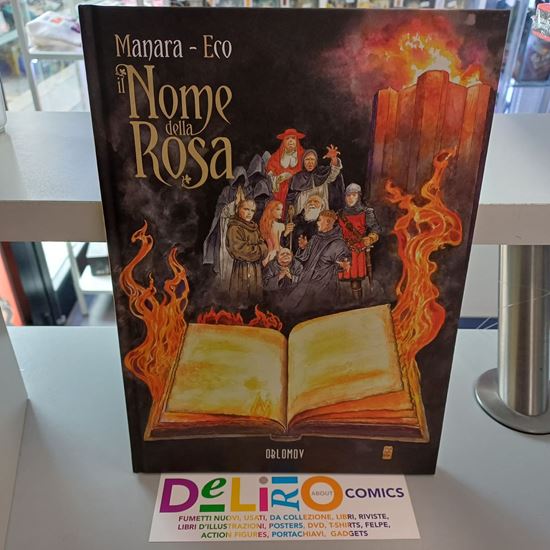 Manara - Eco
il
Nome
della
Rosa
OBLOMOV
DeLiRiO ABOUT COMICS
FUMETTI NUOVI, USATI, DA COLLEZIONE, LIBRI, RIVISTE,
LIBRI D'ILLUSTRAZIONI, POSTERS, DVD, T-SHIRTS, FELPE,
ACTION FIGURES, PORTACHIAVI, GADGETS